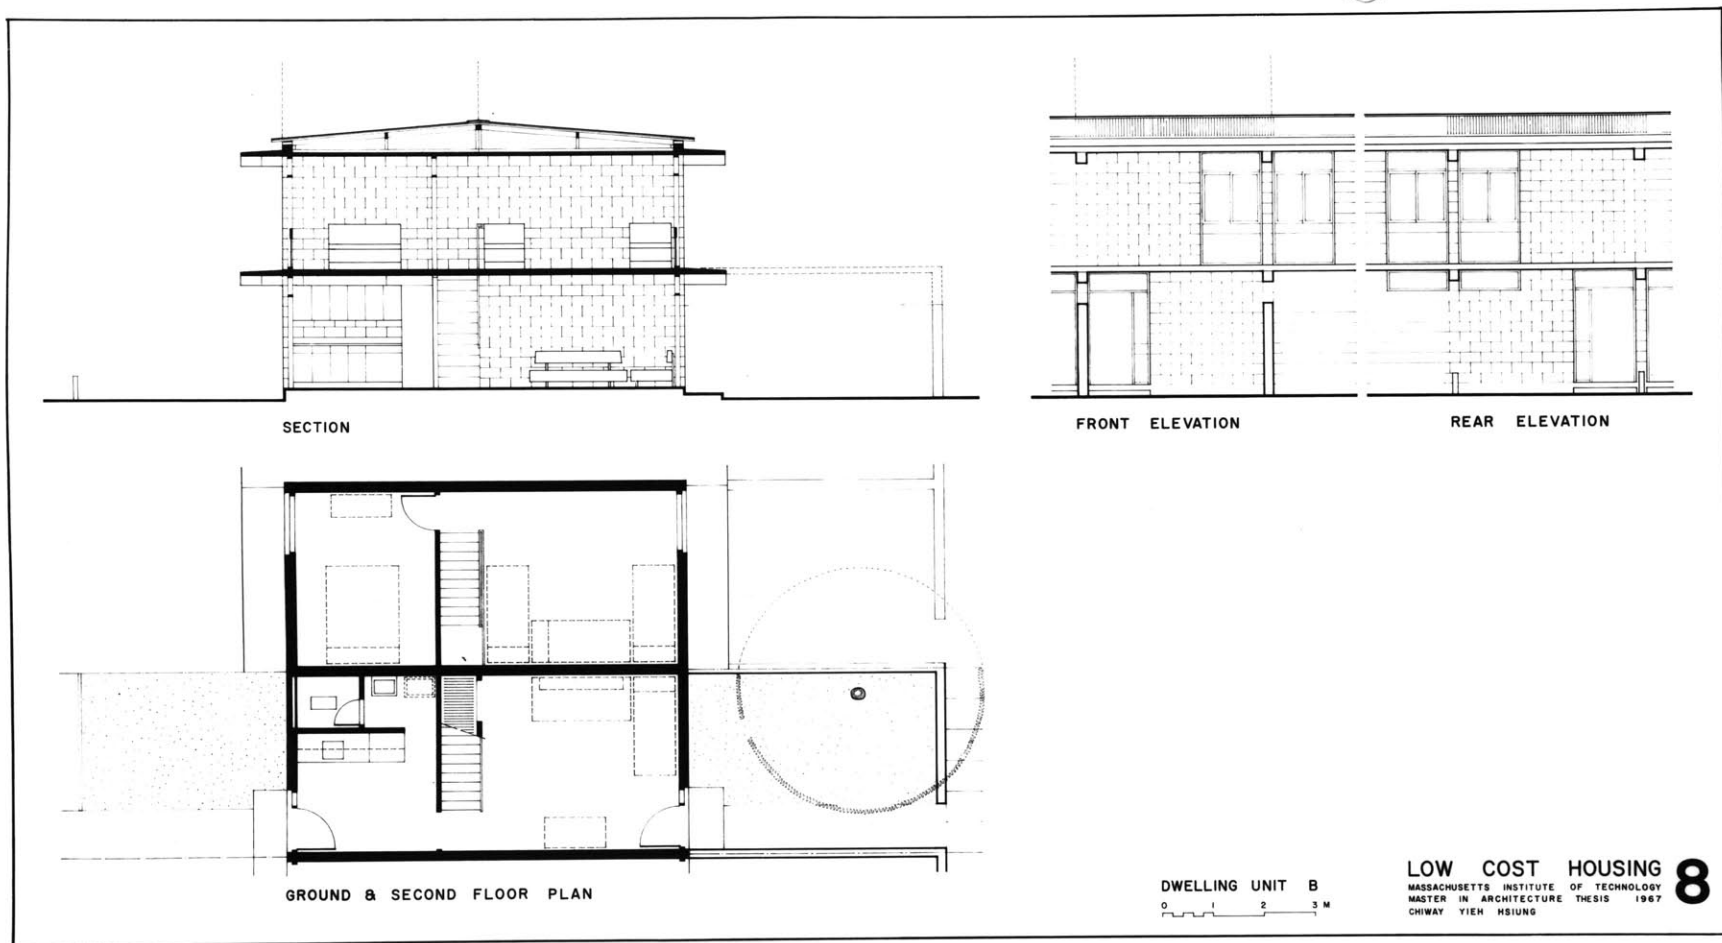 SECTION
FRONT ELEVATION
REAR ELEVATION
GROUND & SECOND FLOOR PLAN
DWELLING UNIT B
0 1 2 3 M
LOW COST HOUSING 8
MASSACHUSETTS INSTITUTE OF TECHNOLOGY
MASTER IN ARCHITECTURE THESIS 1967
CHIWAY YIEH HSIUNG